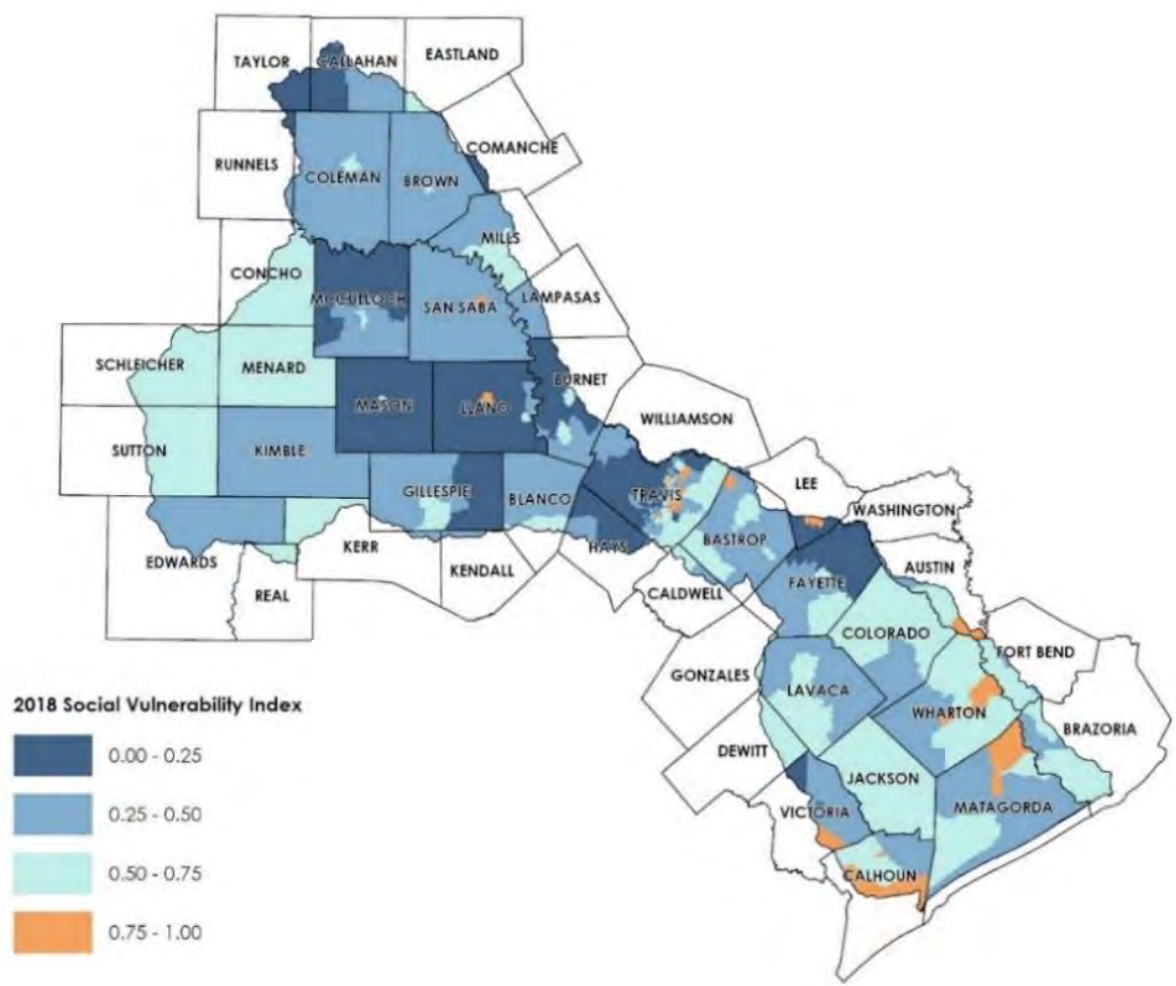 TAYLOR
CALLAHAN
EASTLAND
RUNNELS
COLEMAN
BROWN
COMANCHE
MILLS
CONCHO
MCCULLOCH
SAN SABA
LAMPASAS
SCHLEICHER
MENARD
BURNET
MASON
LLANO
WILLIAMSON
SUTTON
KIMBLE
GILLESPIE
BLANCO
TRAVIS
LEE
WASHINGTON
EDWARDS
KERR
HAYS
BASTROP
KENDALL
AUSTIN
REAL
CALDWELL
FAYETTE
COLORADO
FORT BEND
GONZALES
LAVACA
WHARTON
BRAZORIA
DEWITT
JACKSON
MATAGORDA
VICTORIA
CALHOUN
2018 Social Vulnerability Index
0.00 - 0.25
0.25 - 0.50
0.50 - 0.75
0.75 - 1.00